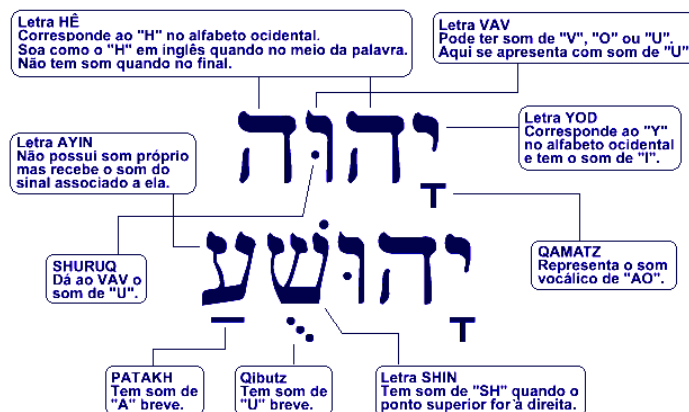 Letra HÊ
Corresponde ao "H" no alfabeto ocidental.
Soa como o "H" em inglês quando no meio da palavra.
Não tem som quando no final.
Letra VAV
Pode ter som de "V", "O" ou "U".
Aqui se apresenta com som de "U"
יָהוּה
Letra YOD
Corresponde ao "Y"
no alfabeto ocidental
e tem o som de "I".
Letra AYIN
Não possui som próprio
mas recebe o som do
sinal associado a ela.
יָהוּשֻׁעַ
SHURUQ
Dá ao VAV o
som de "U".
QAMATZ
Representa o som
vocálico de "AO".
PATAKH
Tem som de
"A" breve.
Qibutz
Tem som de
"U" breve.
Letra SHIN
Tem som de "SH" quando o
ponto superior for à direita.